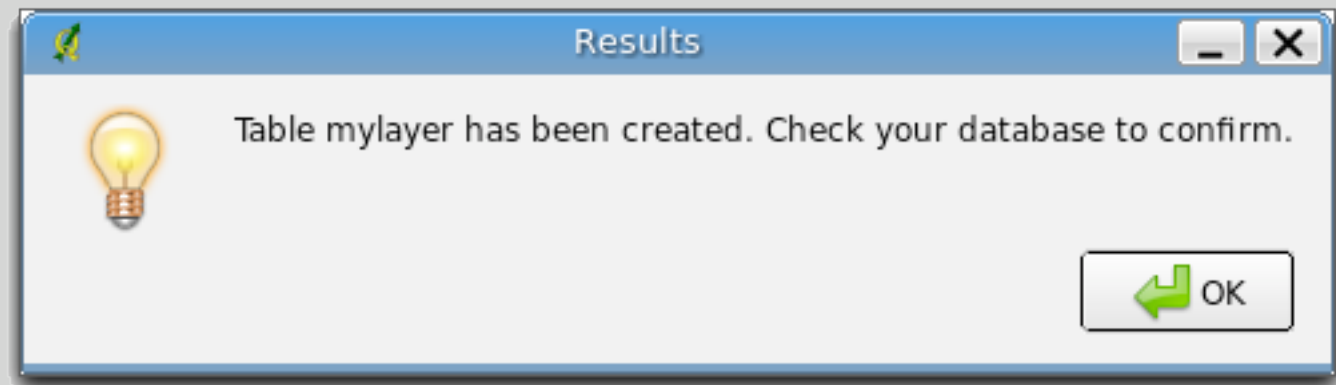 Results
Table mylayer has been created. Check your database to confirm.
OK